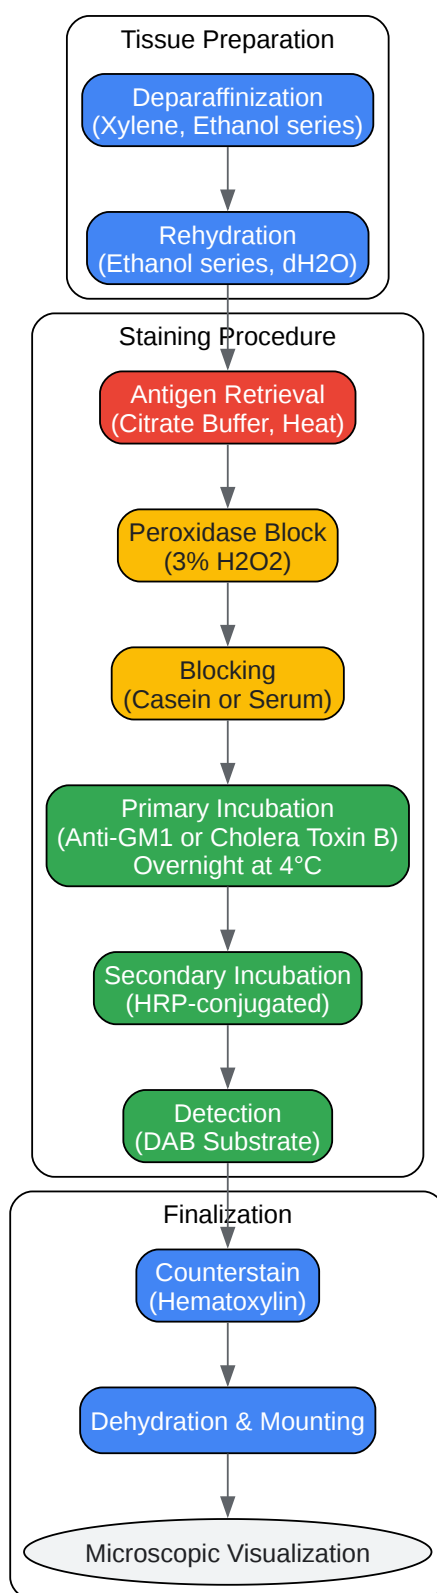 Tissue Preparation
Deparaffinization
(Xylene, Ethanol series)
Rehydration
(Ethanol series, dH2O)
Staining Procedure
Antigen Retrieval
(Citrate Buffer, Heat)
Peroxidase Block
(3% H2O2)
Blocking
(Casein or Serum)
Primary Incubation
(Anti-GM1 or Cholera Toxin B)
Overnight at 4°C
Secondary Incubation
(HRP-conjugated)
Detection
(DAB Substrate)
Finalization
Counterstain
(Hematoxylin)
Dehydration & Mounting
Microscopic Visualization